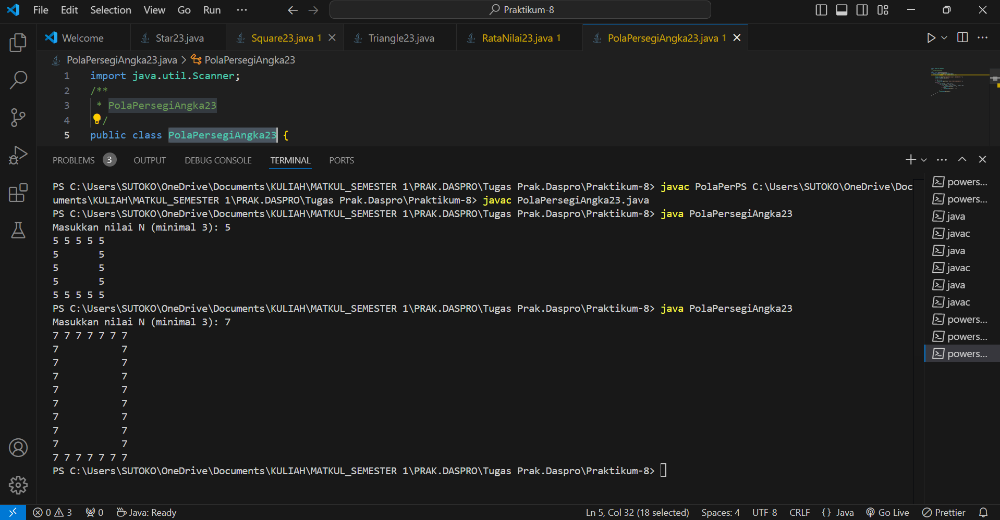 File Edit Selection View Go Run ··· Praktikum-8
Welcome Star23.java Square23.java 1 Triangle23.java RataNilai23.java 1 PolaPersegiAngka23.java 1
PolaPersegiAngka23.java > PolaPersegiAngka23
1 import java.util.Scanner;
2 /**
3 * PolaPersegiAngka23
4 /
5 public class PolaPersegiAngka23 {
PROBLEMS 3 OUTPUT DEBUG CONSOLE TERMINAL PORTS
PS C:\Users\SUTOKO\OneDrive\Documents\KULIAH\MATKUL_SEMESTER 1\PRAK.DASPRO\Tugas Prak.Daspro\Praktikum-8> javac PolaPerPS C:\Users\SUTOKO\OneDrive\Doc
uments\KULIAH\MATKUL_SEMESTER 1\PRAK.DASPRO\Tugas Prak.Daspro\Praktikum-8> javac PolaPersegiAngka23.java
PS C:\Users\SUTOKO\OneDrive\Documents\KULIAH\MATKUL_SEMESTER 1\PRAK.DASPRO\Tugas Prak.Daspro\Praktikum-8> java PolaPersegiAngka23
Masukkan nilai N (minimal 3): 5
5 5 5 5 5
5       5
5       5
5       5
5 5 5 5 5
PS C:\Users\SUTOKO\OneDrive\Documents\KULIAH\MATKUL_SEMESTER 1\PRAK.DASPRO\Tugas Prak.Daspro\Praktikum-8> java PolaPersegiAngka23
Masukkan nilai N (minimal 3): 7
7 7 7 7 7 7 7
7           7
7           7
7           7
7           7
7           7
7           7
7           7
7           7
7 7 7 7 7 7 7
PS C:\Users\SUTOKO\OneDrive\Documents\KULIAH\MATKUL_SEMESTER 1\PRAK.DASPRO\Tugas Prak.Daspro\Praktikum-8>
powers...
powers...
java
javac
java
javac
java
javac
powers...
powers...
powers...
0 3 0 Java: Ready Ln 5, Col 32 (18 selected) Spaces: 4 UTF-8 CRLF {} Java Go Live Prettier